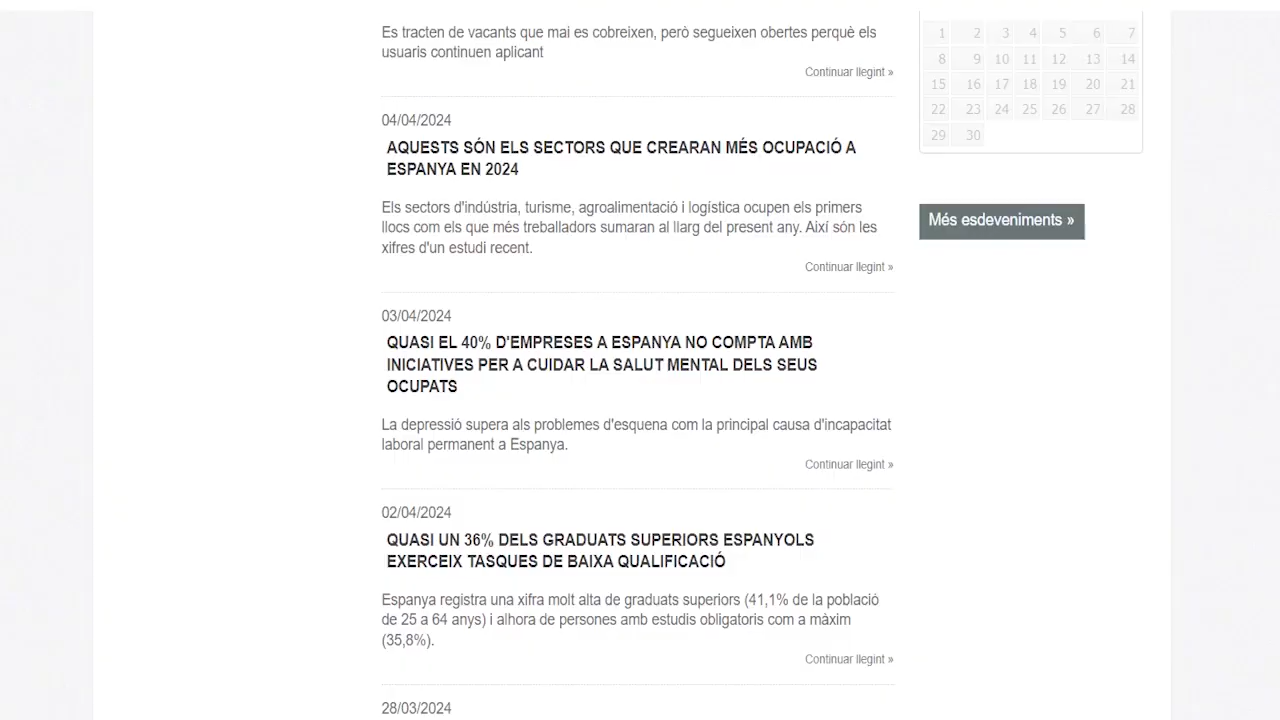 Es tracten de vacants que mai es cobreixen, però segueixen obertes perquè els
usuaris continuen aplicant
Continuar llegint »
04/04/2024
AQUESTS SÓN ELS SECTORS QUE CREARAN MÉS OCUPACIÓ A
ESPANYA EN 2024
Els sectors d'indústria, turisme, agroalimentació i logística ocupen els primers
llocs com els que més treballadors sumaran al llarg del present any. Així són les
xifres d'un estudi recent.
Continuar llegint »
03/04/2024
QUASI EL 40% D'EMPRESES A ESPANYA NO COMPTA AMB
INICIATIVES PER A CUIDAR LA SALUT MENTAL DELS SEUS
OCUPATS
La depressió supera als problemes d'esquena com la principal causa d'incapacitat
laboral permanent a Espanya.
Continuar llegint »
02/04/2024
QUASI UN 36% DELS GRADUATS SUPERIORS ESPANYOLS
EXERCEIX TASQUES DE BAIXA QUALIFICACIÓ
Espanya registra una xifra molt alta de graduats superiors (41,1% de la població
de 25 a 64 anys) i alhora de persones amb estudis obligatoris com a màxim
(35,8%).
Continuar llegint »
28/03/2024
1 2 3 4 5 6 7
8 9 10 11 12 13 14
15 16 17 18 19 20 21
22 23 24 25 26 27 28
29 30
Més esdeveniments »